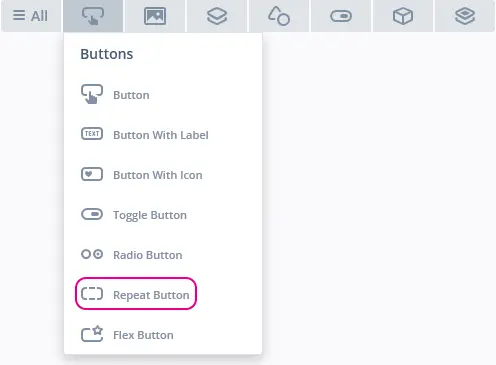 All
Buttons
Button
TEXT Button With Label
Button With Icon
Toggle Button
Radio Button
Repeat Button
Flex Button